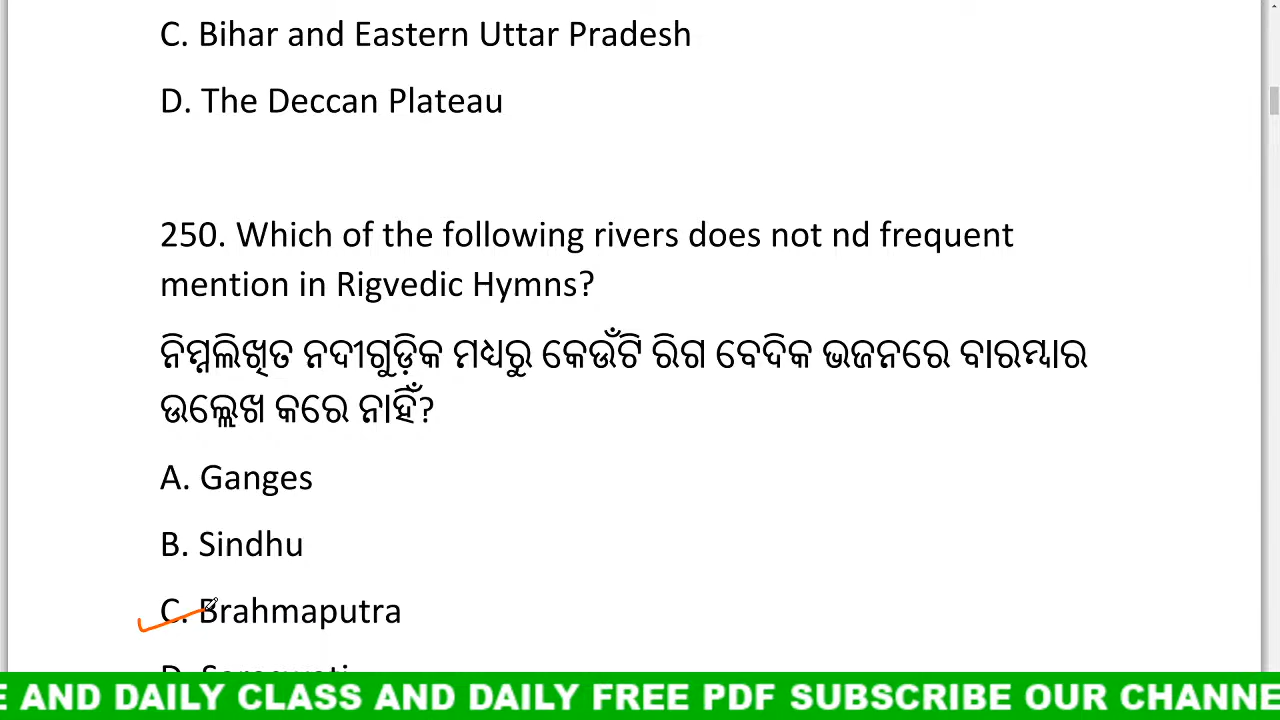 C. Bihar and Eastern Uttar Pradesh
D. The Deccan Plateau
250. Which of the following rivers does not nd frequent
mention in Rigvedic Hymns?
ନିମ୍ନଲିଖିତ ନଦୀଗୁଡ଼ିକ ମଧ୍ୟରୁ କେଉଁଟି ରିଗ ବେଦିକ ଭଜନରେ ବାରମ୍ବାର
ଉଲ୍ଲେଖ କରେ ନାହିଁ?
A. Ganges
B. Sindhu
C. Brahmaputra
D. Saraswati
E AND DAILY CLASS AND DAILY FREE PDF SUBSCRIBE OUR CHANNE